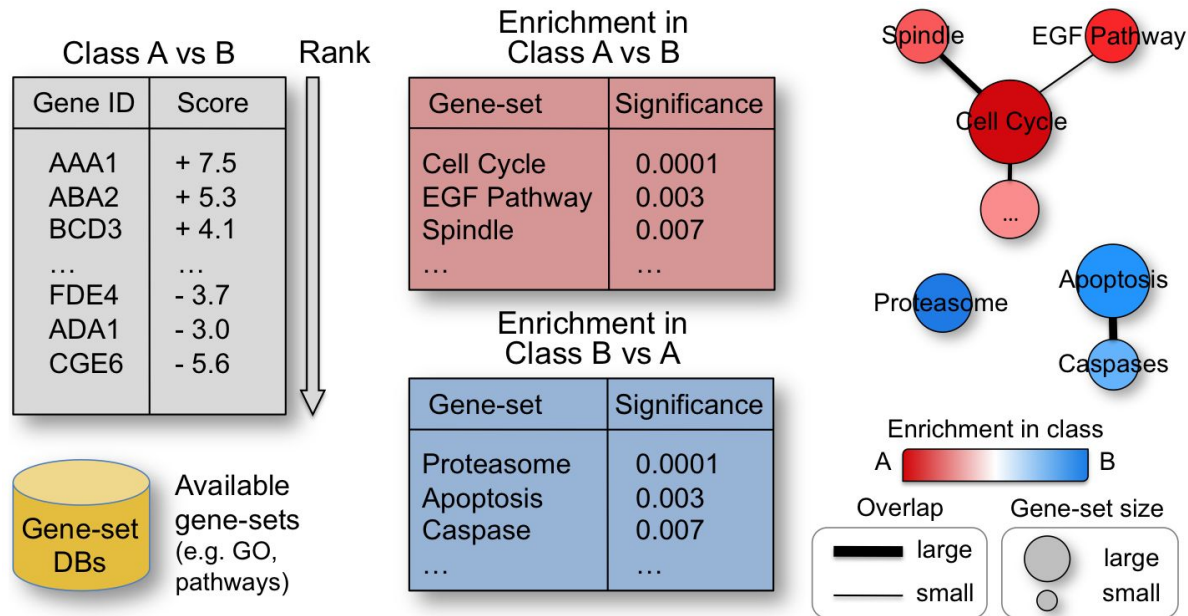 Class A vs B
Rank
Gene ID Score
AAA1 + 7.5
ABA2 + 5.3
BCD3 + 4.1
... ...
FDE4 - 3.7
ADA1 - 3.0
CGE6 - 5.6
Gene-set
DBs
Available
gene-sets
(e.g. GO,
pathways)
Enrichment in
Class A vs B
Gene-set Significance
Cell Cycle 0.0001
EGF Pathway 0.003
Spindle 0.007
... ...
Enrichment in
Class B vs A
Gene-set Significance
Proteasome 0.0001
Apoptosis 0.003
Caspase 0.007
... ...
Spindle
EGF Pathway
Cell Cycle
...
Proteasome
Apoptosis
Caspases
Enrichment in class
A B
Overlap
large
small
Gene-set size
large
small